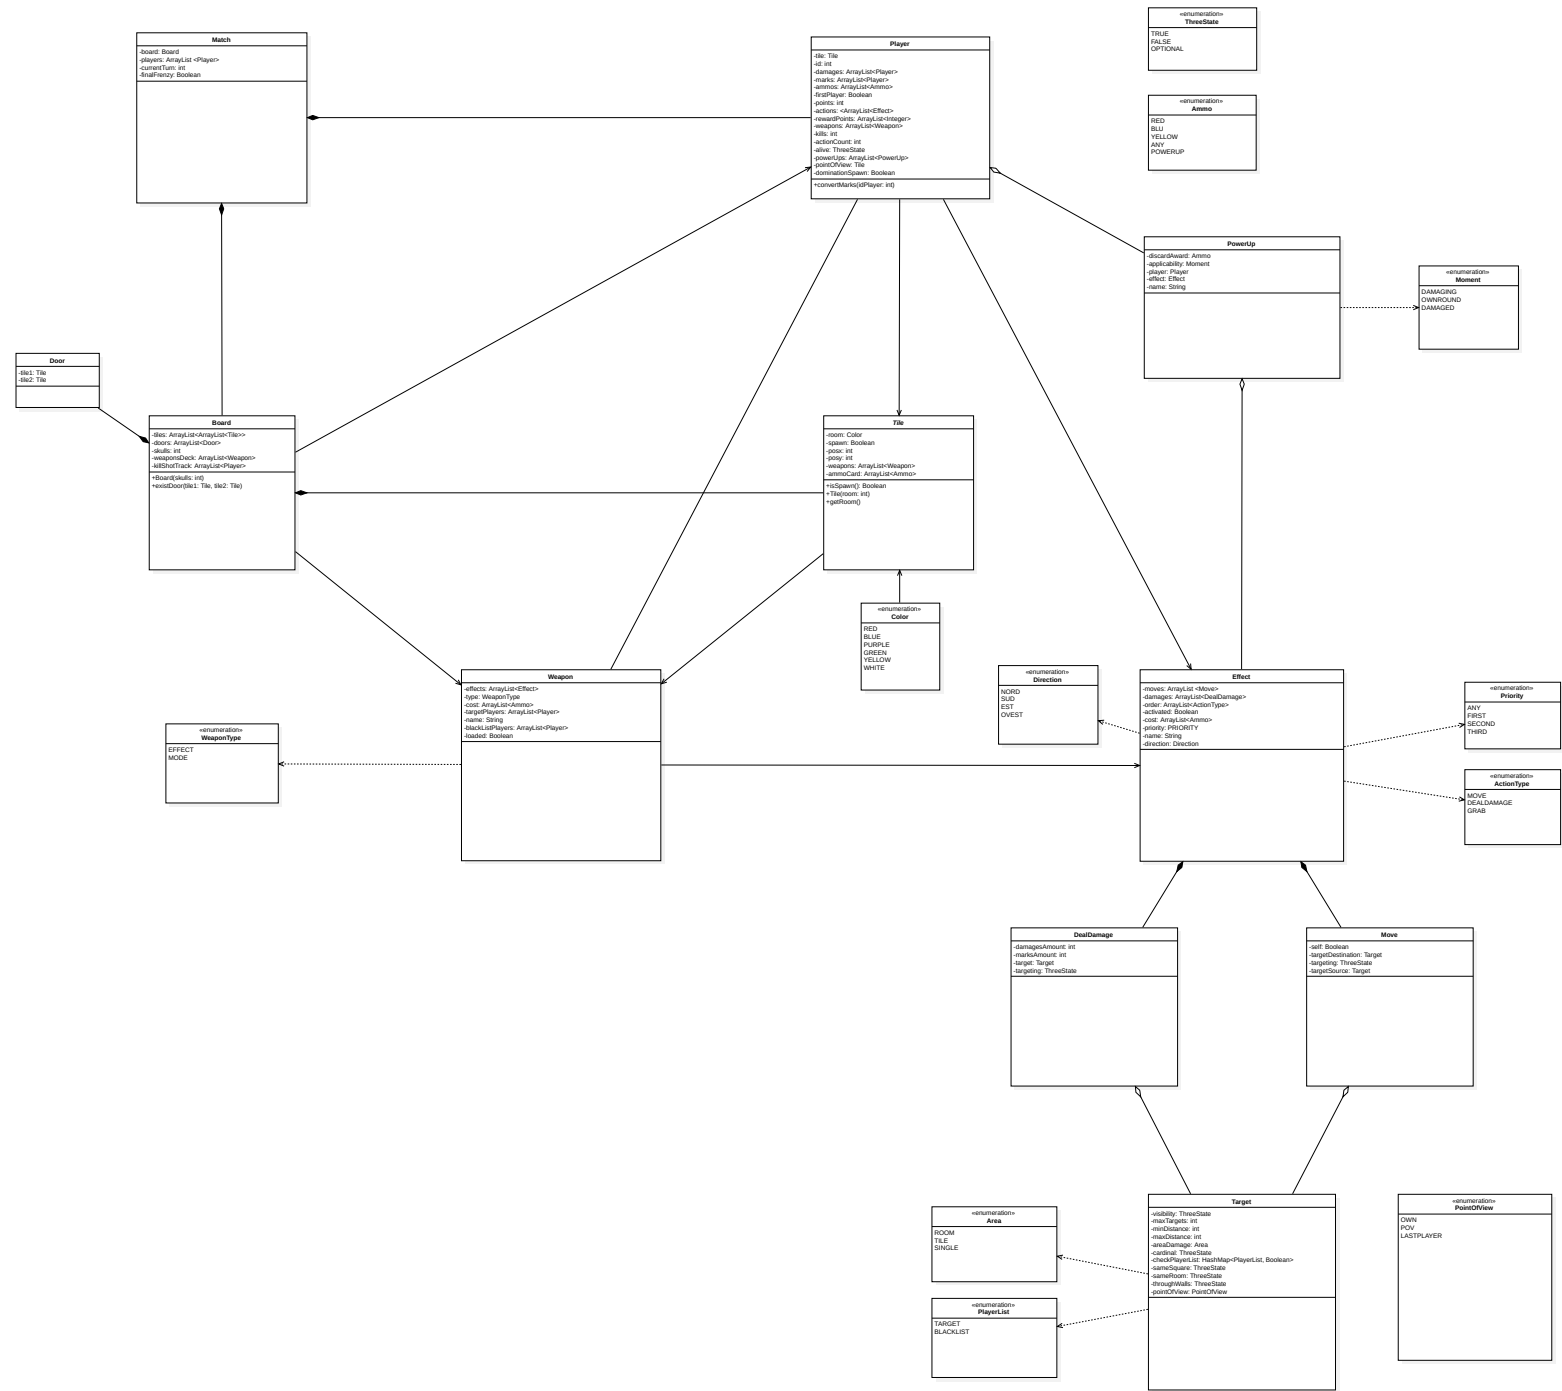 «enumeration»
ThreeState
TRUE
FALSE
OPTIONAL
Match
-board: Board
-players: ArrayList <Player>
-currentTurn: int
-finalFrenzy: Boolean
Player
-tile: Tile
-id: int
-damages: ArrayList<Player>
-marks: ArrayList<Player>
-ammos: ArrayList<Ammo>
-firstPlayer: Boolean
-points: int
-actions: <ArrayList<Effect>
-rewardPoints: ArrayList<Integer>
-weapons: ArrayList<Weapon>
-kills: int
-actionCount: int
-alive: ThreeState
-powerUps: ArrayList<PowerUp>
-pointOfView: Tile
-dominationSpawn: Boolean
+convertMarks(idPlayer: int)
«enumeration»
Ammo
RED
BLU
YELLOW
ANY
POWERUP
PowerUp
-discardAward: Ammo
-applicability: Moment
-player: Player
-effect: Effect
-name: String
«enumeration»
Moment
DAMAGING
OWNROUND
DAMAGED
Door
-tile1: Tile
-tile2: Tile
Board
-tiles: ArrayList<ArrayList<Tile>>
-doors: ArrayList<Door>
-skulls: int
-weaponsDeck: ArrayList<Weapon>
-killShotTrack: ArrayList<Player>
+Board(skulls: int)
+existDoor(tile1: Tile, tile2: Tile)
Tile
-room: Color
-spawn: Boolean
-posx: int
-posy: int
-weapons: ArrayList<Weapon>
-ammoCard: ArrayList<Ammo>
+isSpawn(): Boolean
+Tile(room: int)
+getRoom()
«enumeration»
Color
RED
BLUE
PURPLE
GREEN
YELLOW
WHITE
Weapon
-effects: ArrayList<Effect>
-type: WeaponType
-cost: ArrayList<Ammo>
-targetPlayers: ArrayList<Player>
-name: String
-blackListPlayers: ArrayList<Player>
-loaded: Boolean
«enumeration»
WeaponType
EFFECT
MODE
«enumeration»
Direction
NORD
SUD
EST
OVEST
Effect
-moves: ArrayList <Move>
-damages: ArrayList<DealDamage>
-order: ArrayList<ActionType>
-activated: Boolean
-cost: ArrayList<Ammo>
-priority: PRIORITY
-name: String
-direction: Direction
«enumeration»
Priority
ANY
FIRST
SECOND
THIRD
«enumeration»
ActionType
MOVE
DEALDAMAGE
GRAB
DealDamage
-damagesAmount: int
-marksAmount: int
-target: Target
-targeting: ThreeState
Move
-self: Boolean
-targetDestination: Target
-targeting: ThreeState
-targetSource: Target
Target
-visibility: ThreeState
-maxTargets: int
-minDistance: int
-maxDistance: int
-areaDamage: Area
-cardinal: ThreeState
-checkPlayerList: HashMap<PlayerList, Boolean>
-sameSquare: ThreeState
-sameRoom: ThreeState
-throughWalls: ThreeState
-pointOfView: PointOfView
«enumeration»
Area
ROOM
TILE
SINGLE
«enumeration»
PlayerList
TARGET
BLACKLIST
«enumeration»
PointOfView
OWN
POV
LASTPLAYER